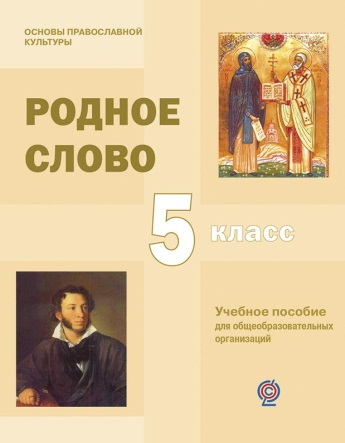 ОСНОВЫ ПРАВОСЛАВНОЙ
КУЛЬТУРЫ
РОДНОЕ
СЛОВО
5 класс
Учебное пособие
для общеобразовательных
организаций